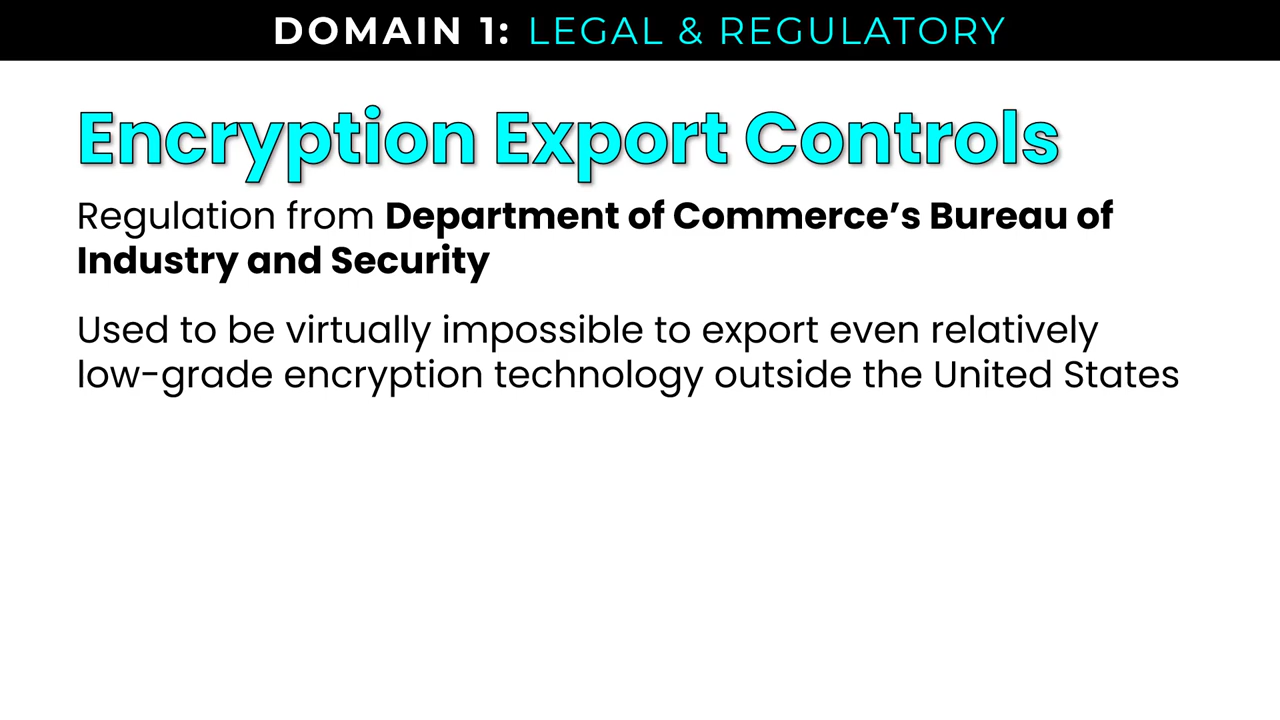 DOMAIN 1: LEGAL & REGULATORY
Encryption Export Controls
Regulation from Department of Commerce’s Bureau of
Industry and Security
Used to be virtually impossible to export even relatively
low-grade encryption technology outside the United States